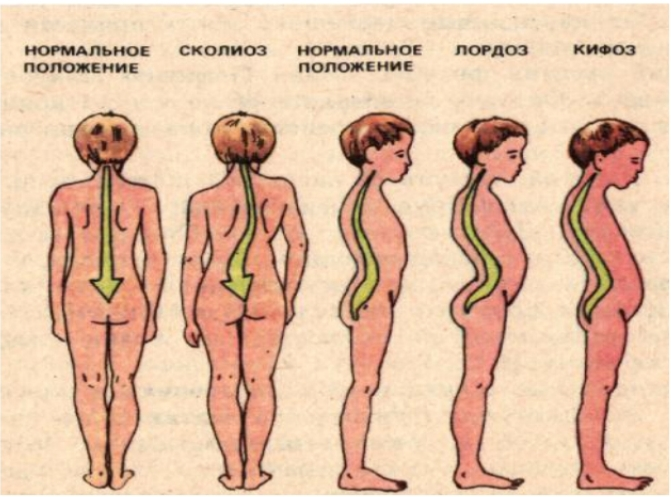 НОРМАЛЬНОЕ ПОЛОЖЕНИЕ
СКОЛИОЗ
НОРМАЛЬНОЕ ПОЛОЖЕНИЕ
ЛОРДОЗ
КИФОЗ